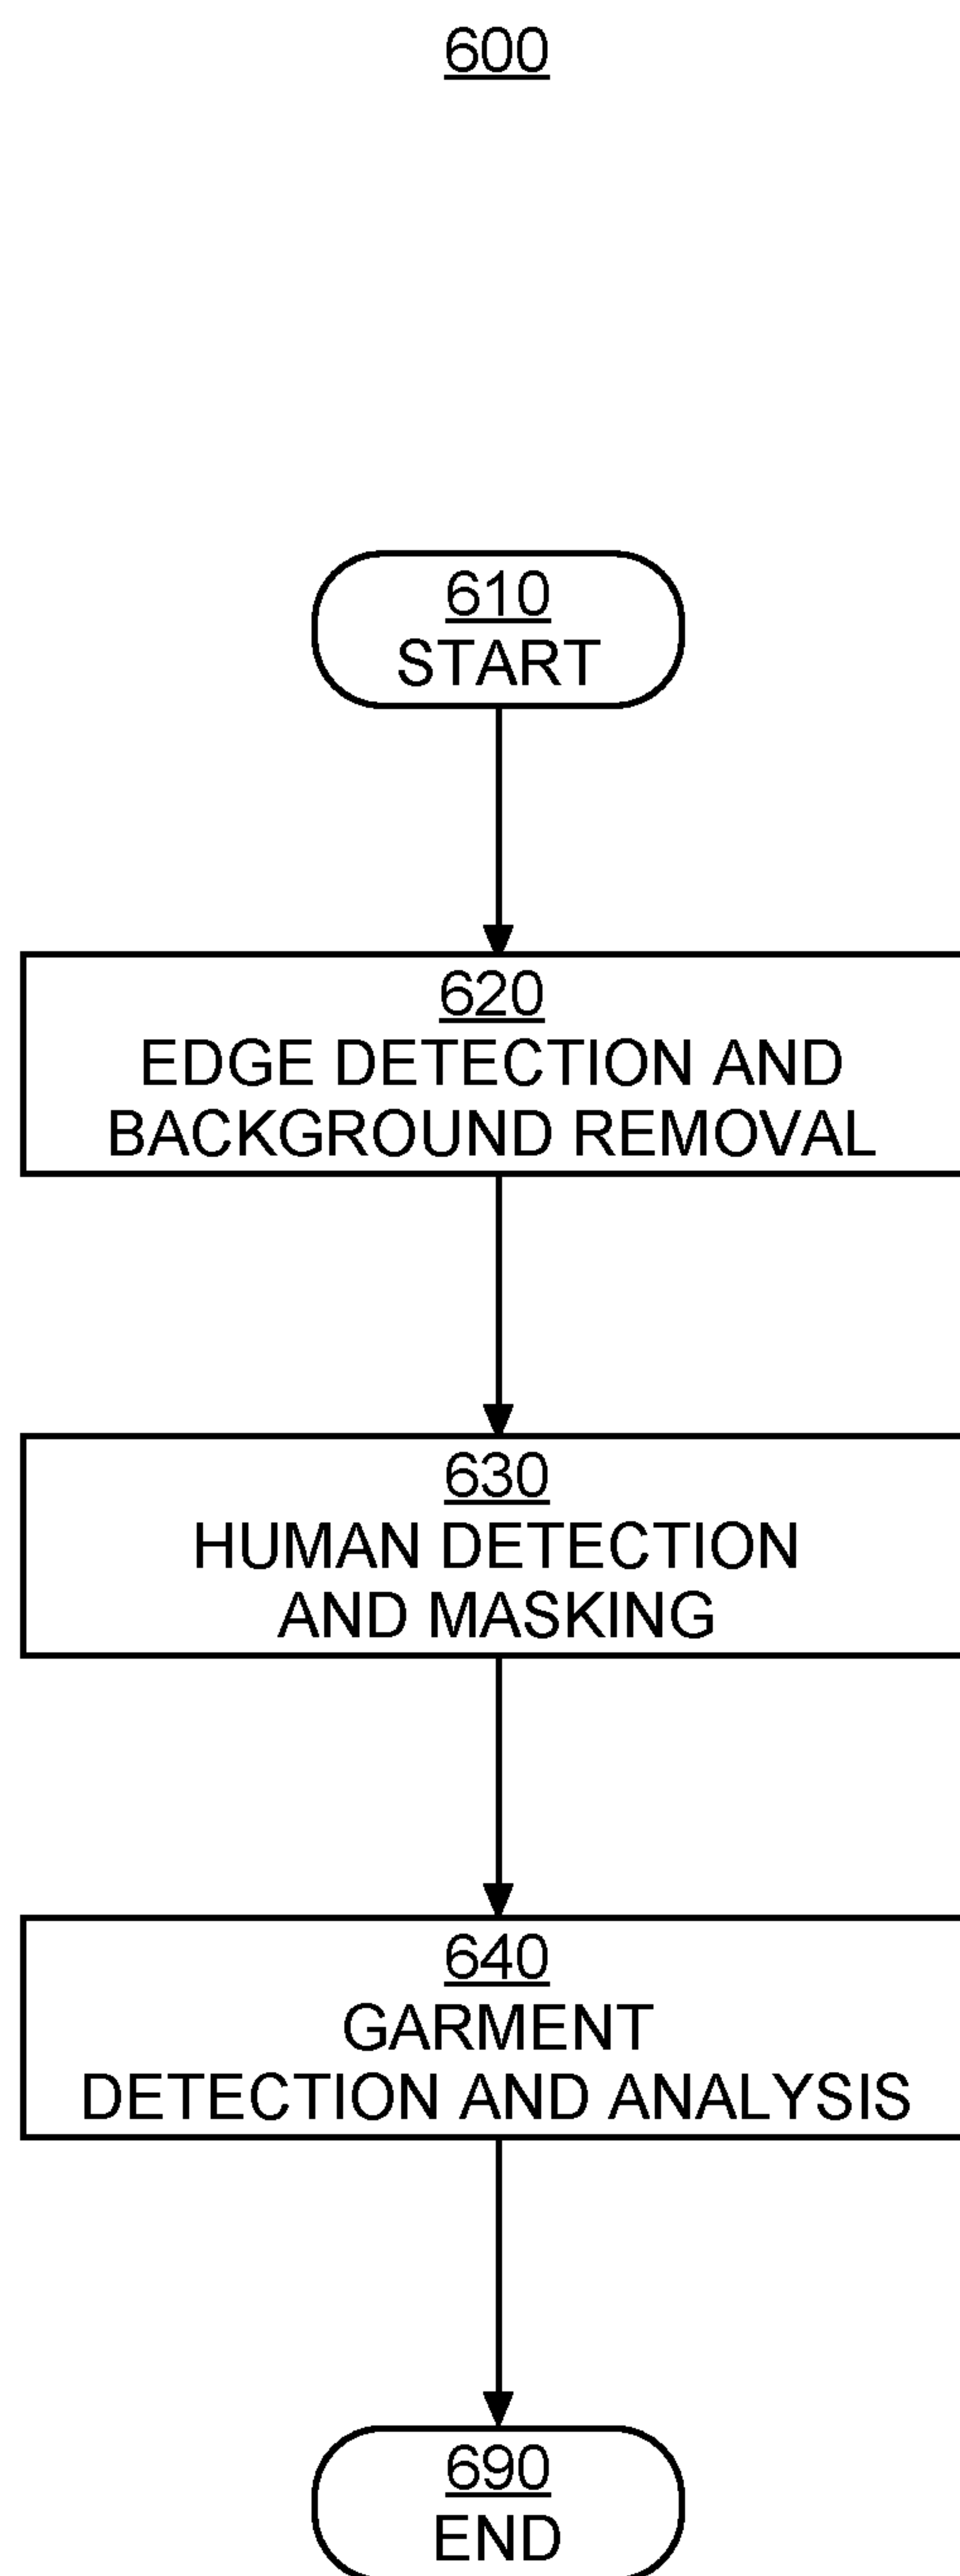 600
610
START
620
EDGE DETECTION AND
BACKGROUND REMOVAL
630
HUMAN DETECTION
AND MASKING
640
GARMENT
DETECTION AND ANALYSIS
690
END